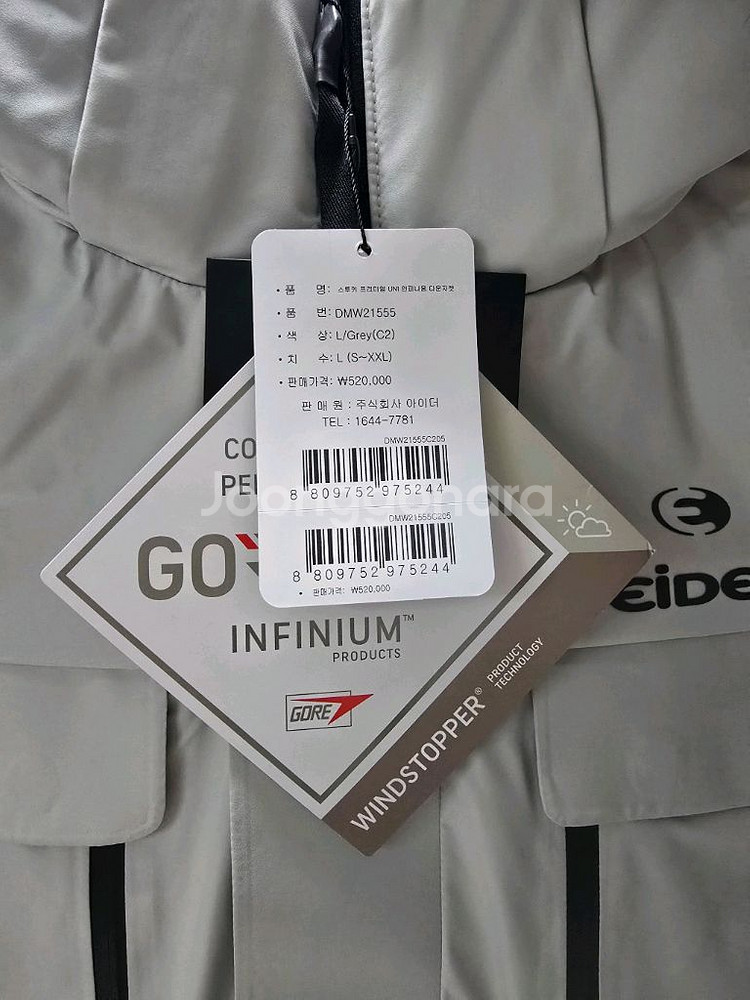 · 품 명: 스투키 프리더볼 UNI 인피니움 다운자켓
· 품 번: DMW21555
· 색 상: L/Grey(C2)
· 치 수: L (S~XXL)
· 판매가격: ₩520,000
판 매 원 : 주식회사 아이더
TEL : 1644-7781
DMW21555C205
8 809752 975244
DMW21555C205
8 809752 975244
· 판매가격: ₩520,000
CO
PE
GO
INFINIUM™
PRODUCTS
GORE
WINDSTOPPER®
PRODUCT
TECHNOLOGY
EIDE
Joonggonara